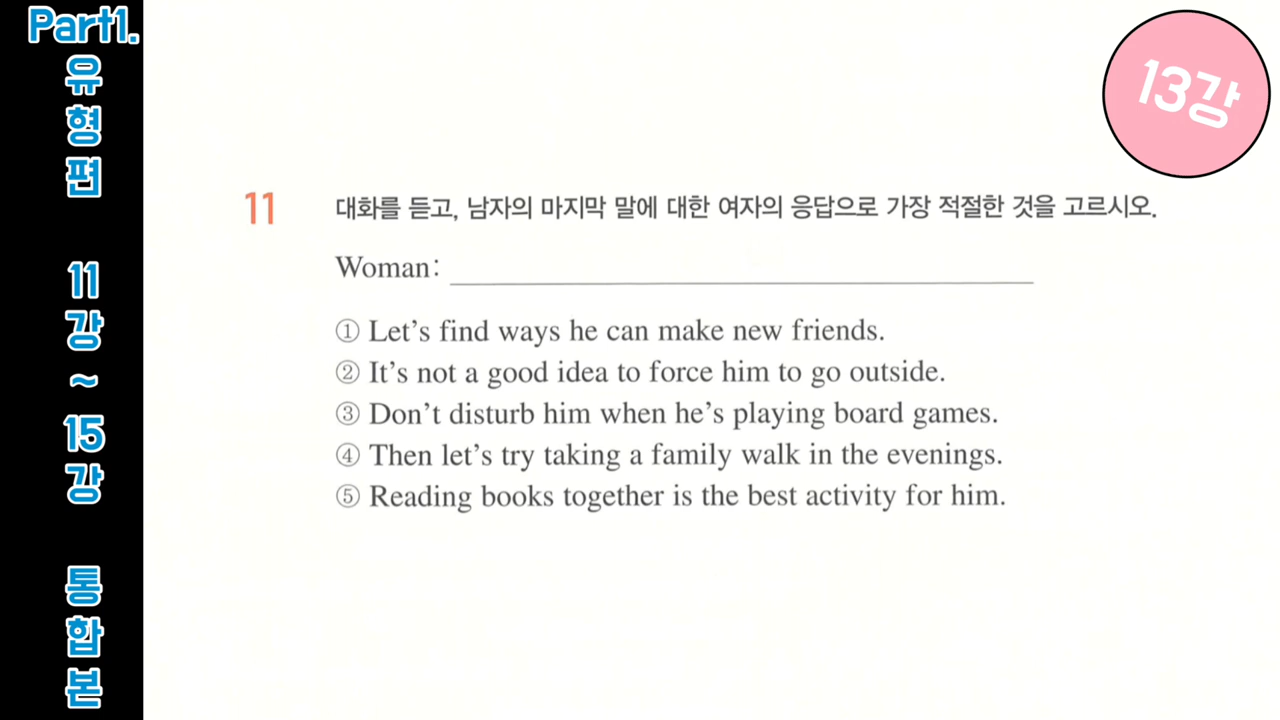 Part1.
유형편
11강
~
15강
통합본
13강
11 대화를 듣고, 남자의 마지막 말에 대한 여자의 응답으로 가장 적절한 것을 고르시오.
Woman:
① Let's find ways he can make new friends.
② It's not a good idea to force him to go outside.
③ Don't disturb him when he's playing board games.
④ Then let's try taking a family walk in the evenings.
⑤ Reading books together is the best activity for him.